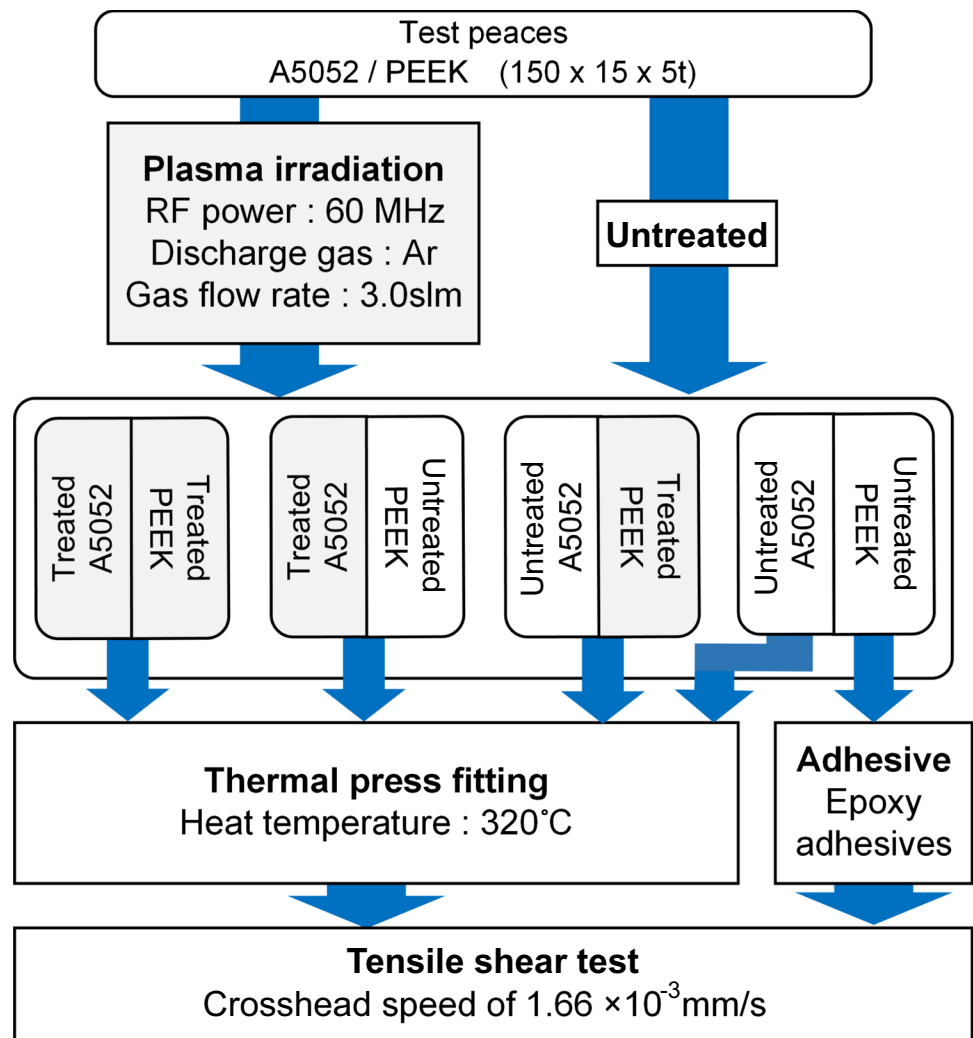 Test peaces
A5052 / PEEK (150 x 15 x 5t)
Plasma irradiation
RF power : 60 MHz
Discharge gas : Ar
Gas flow rate : 3.0slm
Untreated
Treated
A5052
Treated
PEEK
Treated
A5052
Untreated
PEEK
Untreated
A5052
Treated
PEEK
Untreated
A5052
Untreated
PEEK
Thermal press fitting
Heat temperature : 320℃
Adhesive
Epoxy
adhesives
Tensile shear test
Crosshead speed of 1.66 ×10⁻³mm/s